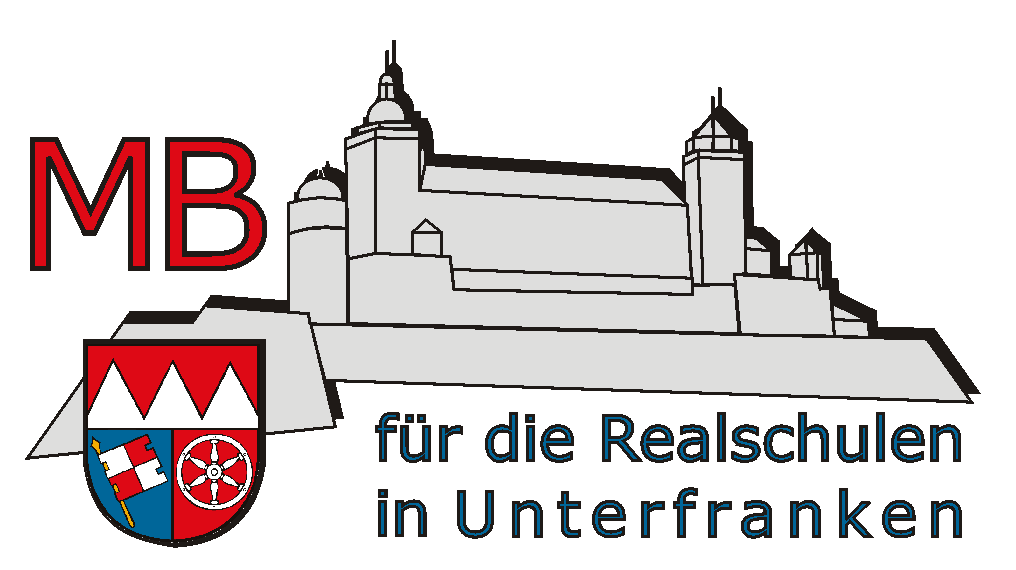 MB
für die Realschulen
in Unterfranken